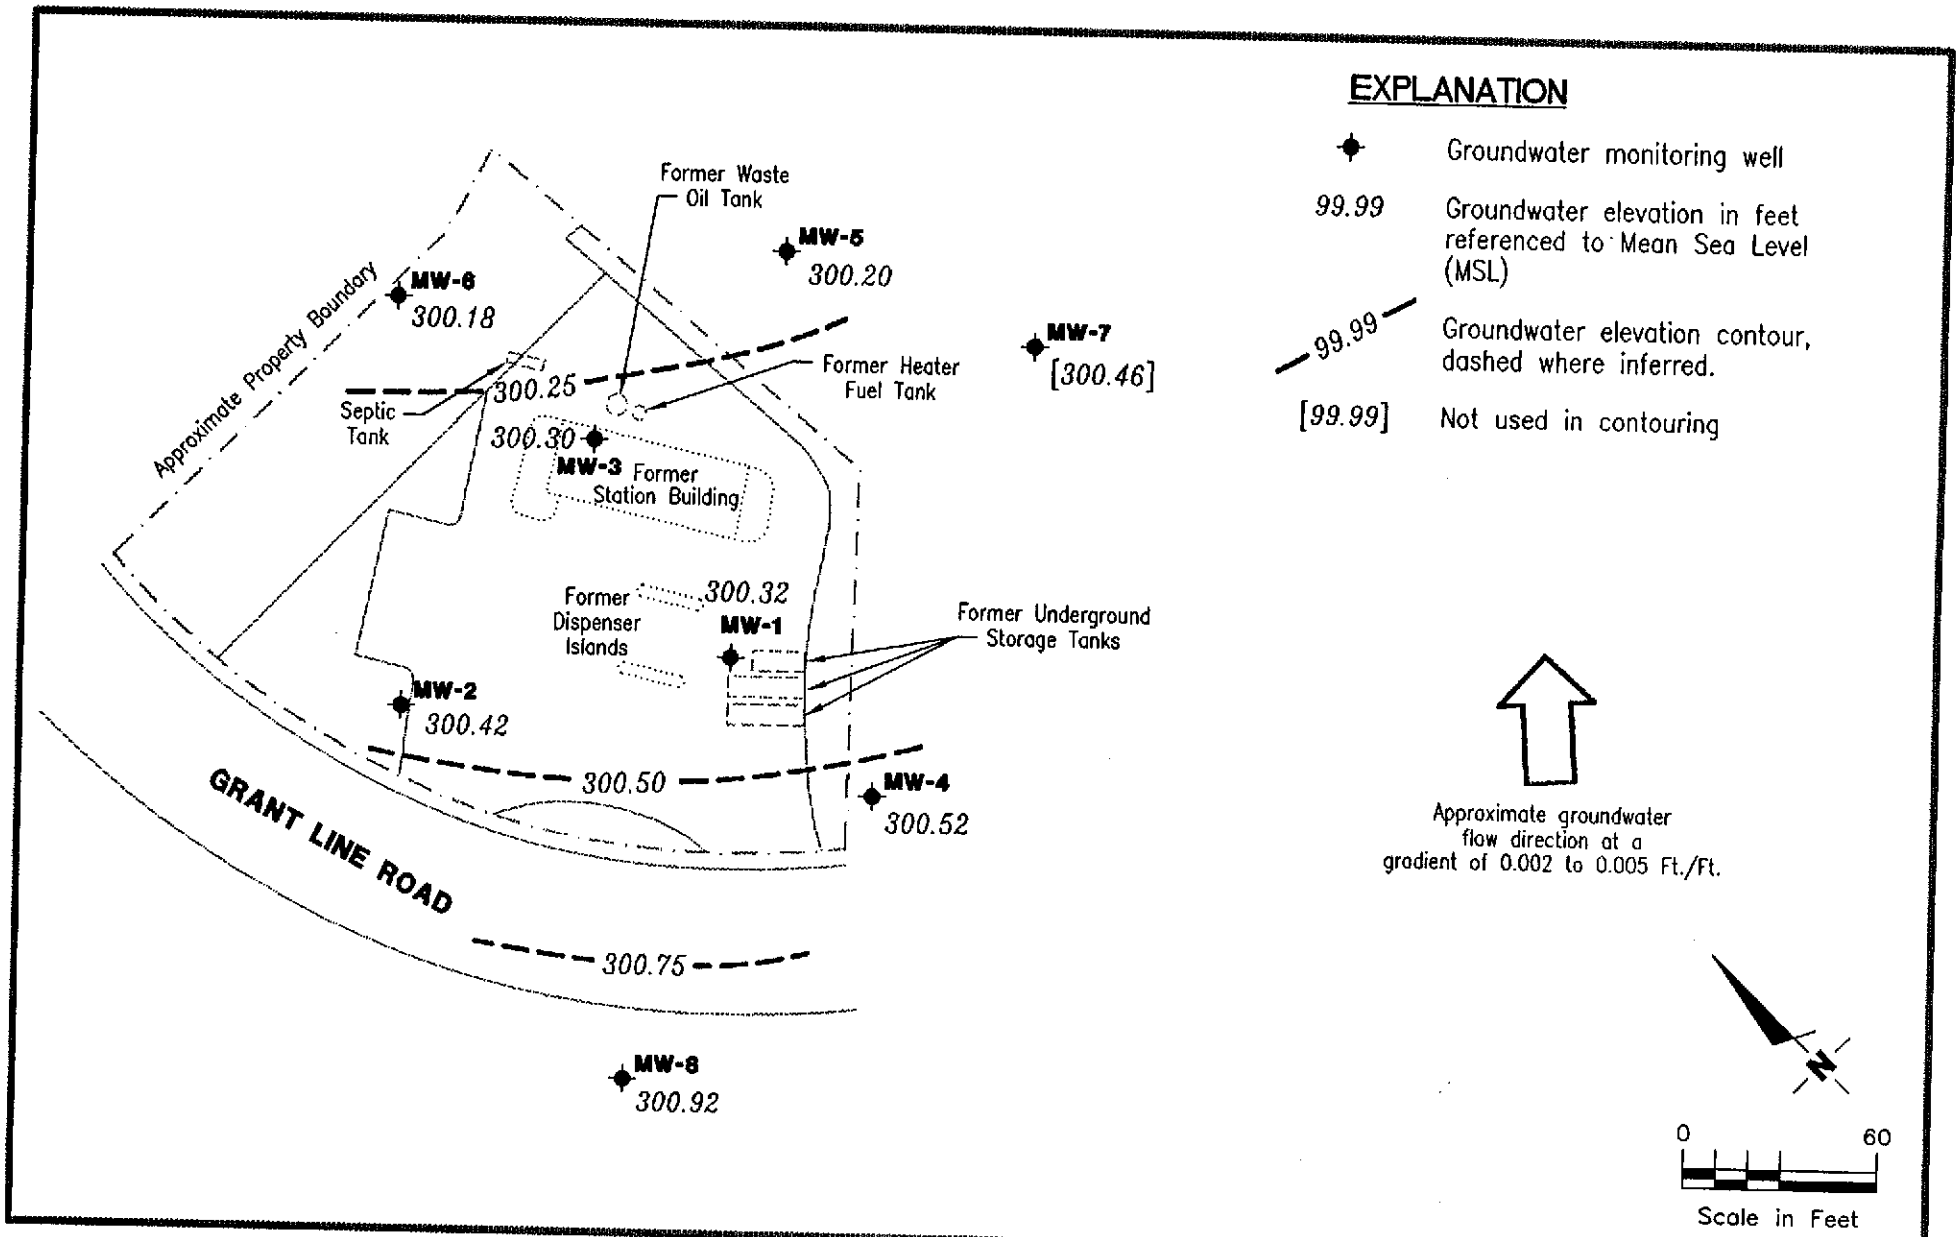 EXPLANATION
Groundwater monitoring well
99.99
Groundwater elevation in feet
referenced to Mean Sea Level
(MSL)
99.99
Groundwater elevation contour,
dashed where inferred.
[99.99]
Not used in contouring
Former Waste
Oil Tank
MW-5
300.20
MW-6
300.18
Approximate Property Boundary
MW-7
[300.46]
Former Heater
Fuel Tank
300.25
Septic
Tank
300.30
MW-3
Former
Station Building
300.32
Former
Dispenser
Islands
MW-1
Former Underground
Storage Tanks
MW-2
300.42
300.50
MW-4
300.52
GRANT LINE ROAD
300.75
MW-8
300.92
Approximate groundwater
flow direction at a
gradient of 0.002 to 0.005 Ft./Ft.
N
0 60
Scale in Feet